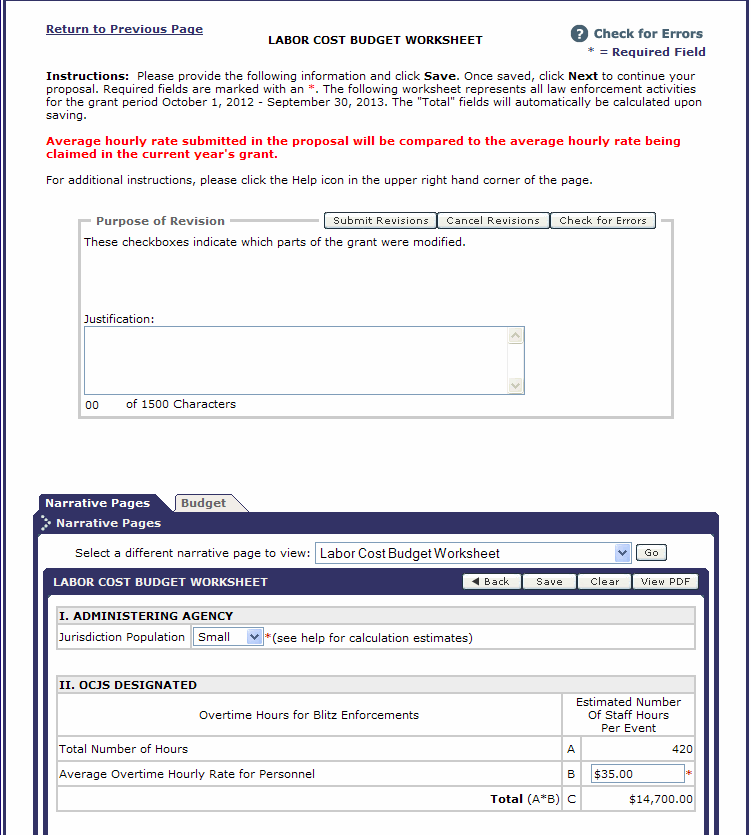 Return to Previous Page
LABOR COST BUDGET WORKSHEET
? Check for Errors
* = Required Field
Instructions: Please provide the following information and click Save. Once saved, click Next to continue your
proposal. Required fields are marked with an *. The following worksheet represents all law enforcement activities
for the grant period October 1, 2012 - September 30, 2013. The "Total" fields will automatically be calculated upon
saving.
Average hourly rate submitted in the proposal will be compared to the average hourly rate being
claimed in the current year's grant.
For additional instructions, please click the Help icon in the upper right hand corner of the page.
Purpose of Revision Submit Revisions Cancel Revisions Check for Errors
These checkboxes indicate which parts of the grant were modified.
Justification:
00 of 1500 Characters
Narrative Pages Budget
Narrative Pages
Select a different narrative page to view: Labor Cost Budget Worksheet Go
LABOR COST BUDGET WORKSHEET Back Save Clear View PDF
I. ADMINISTERING AGENCY
Jurisdiction Population Small *(see help for calculation estimates)
II. OCJS DESIGNATED
Overtime Hours for Blitz Enforcements
Estimated Number
Of Staff Hours
Per Event
Total Number of Hours A 420
Average Overtime Hourly Rate for Personnel B $35.00 *
Total (A*B) C $14,700.00